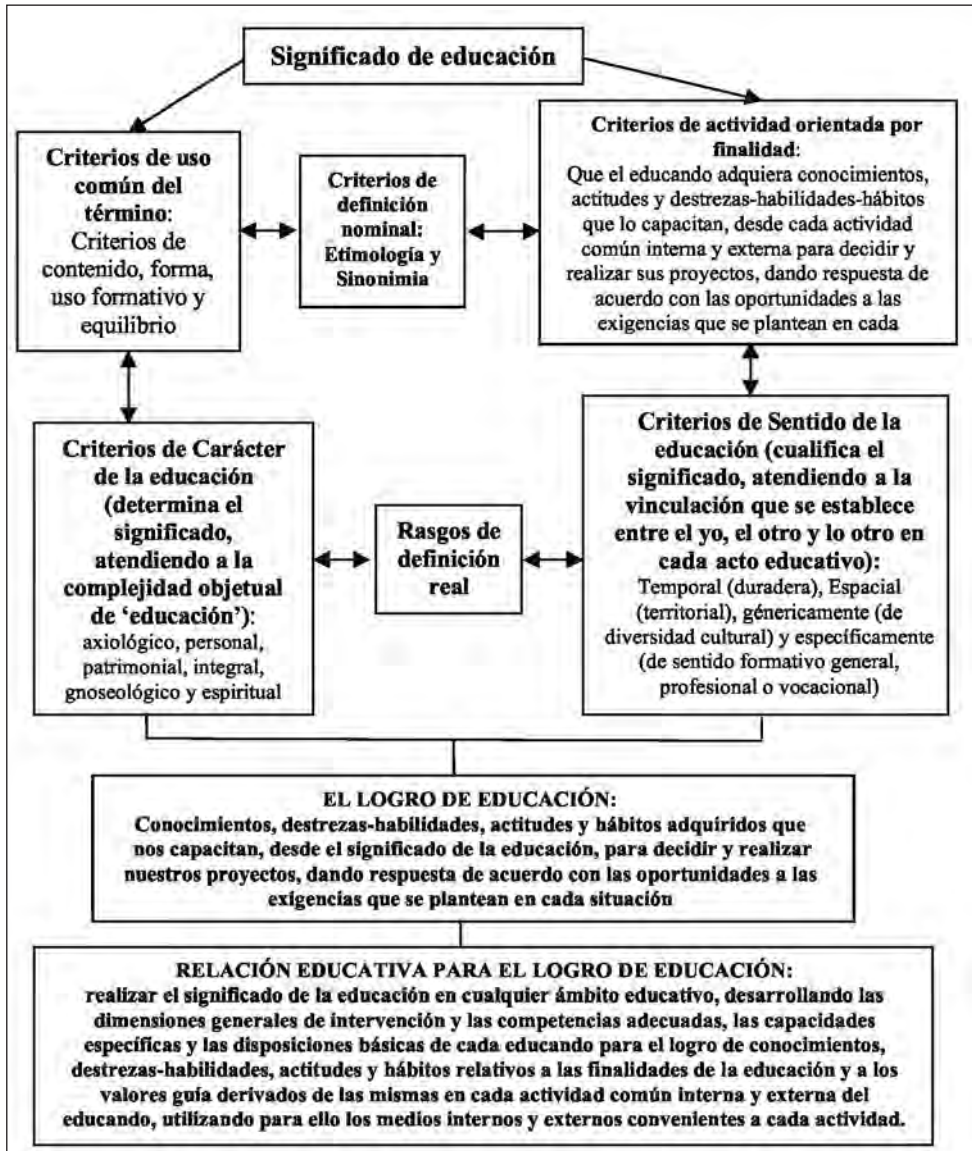 Significado de educación
Criterios de uso
común del
término:
Criterios de
contenido, forma,
uso formativo y
equilibrio
Criterios de
definición
nominal:
Etimología y
Sinonimia
Criterios de actividad orientada por
finalidad:
Que el educando adquiera conocimientos,
actitudes y destrezas-habilidades-hábitos
que lo capacitan, desde cada actividad
común interna y externa para decidir y
realizar sus proyectos, dando respuesta de
acuerdo con las oportunidades a las
exigencias que se plantean en cada
Criterios de Carácter
de la educación
(determina el
significado,
atendiendo a la
complejidad objetual
de ‘educación’):
axiológico, personal,
patrimonial, integral,
gnoseológico y espiritual
Rasgos de
definición
real
Criterios de Sentido de la
educación (cualifica el
significado, atendiendo a la
vinculación que se establece
entre el yo, el otro y lo otro en
cada acto educativo):
Temporal (duradera), Espacial
(territorial), génericamente (de
diversidad cultural) y específicamente
(de sentido formativo general,
profesional o vocacional)
EL LOGRO DE EDUCACIÓN:
Conocimientos, destrezas-habilidades, actitudes y hábitos adquiridos que
nos capacitan, desde el significado de la educación, para decidir y realizar
nuestros proyectos, dando respuesta de acuerdo con las oportunidades a las
exigencias que se plantean en cada situación
RELACIÓN EDUCATIVA PARA EL LOGRO DE EDUCACIÓN:
realizar el significado de la educación en cualquier ámbito educativo, desarrollando las
dimensiones generales de intervención y las competencias adecuadas, las capacidades
específicas y las disposiciones básicas de cada educando para el logro de conocimientos,
destrezas-habilidades, actitudes y hábitos relativos a las finalidades de la educación y a los
valores guía derivados de las mismas en cada actividad común interna y externa del
educando, utilizando para ello los medios internos y externos convenientes a cada actividad.